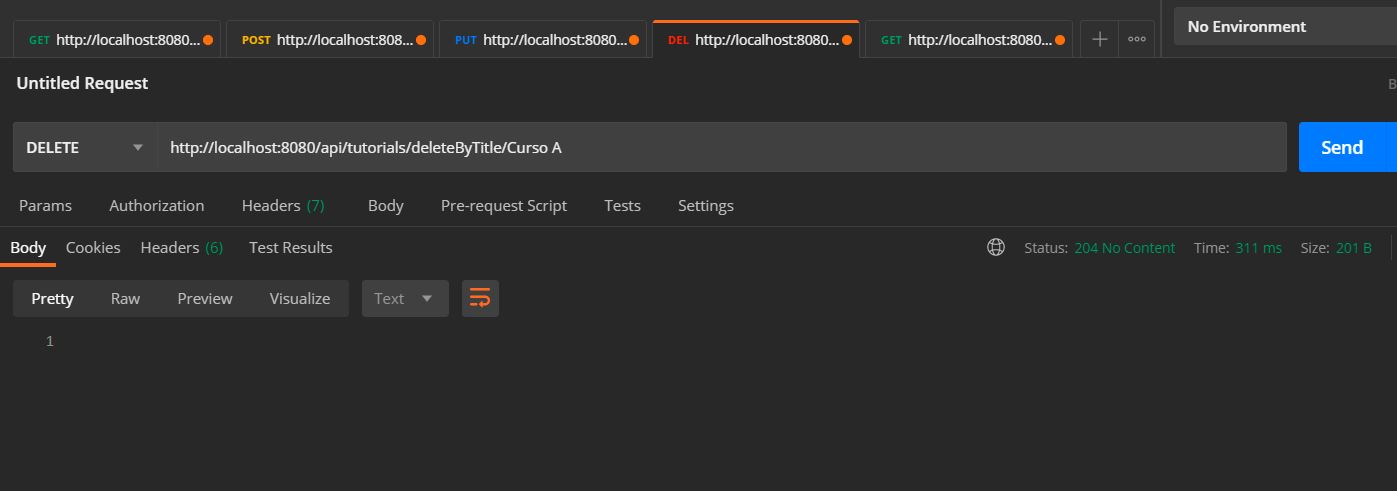 GET http://localhost:8080... POST http://localhost:808... PUT http://localhost:8080... DEL http://localhost:8080... GET http://localhost:8080... No Environment
Untitled Request B
DELETE http://localhost:8080/api/tutorials/deleteByTitle/Curso A Send
Params Authorization Headers (7) Body Pre-request Script Tests Settings
Body Cookies Headers (6) Test Results Status: 204 No Content Time: 311 ms Size: 201 B
Pretty Raw Preview Visualize Text
1